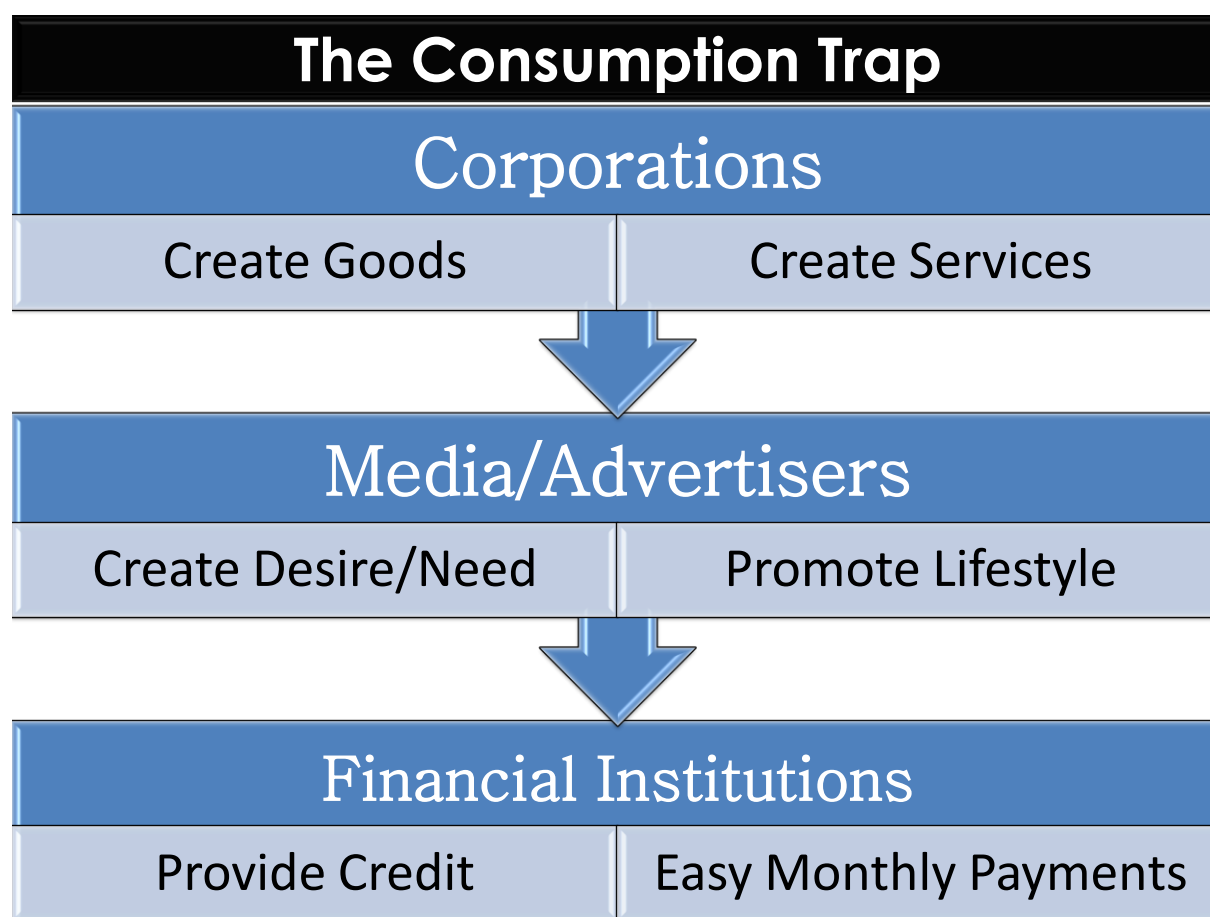 The Consumption Trap
Corporations
Create Goods
Create Services
Media/Advertisers
Create Desire/Need
Promote Lifestyle
Financial Institutions
Provide Credit
Easy Monthly Payments